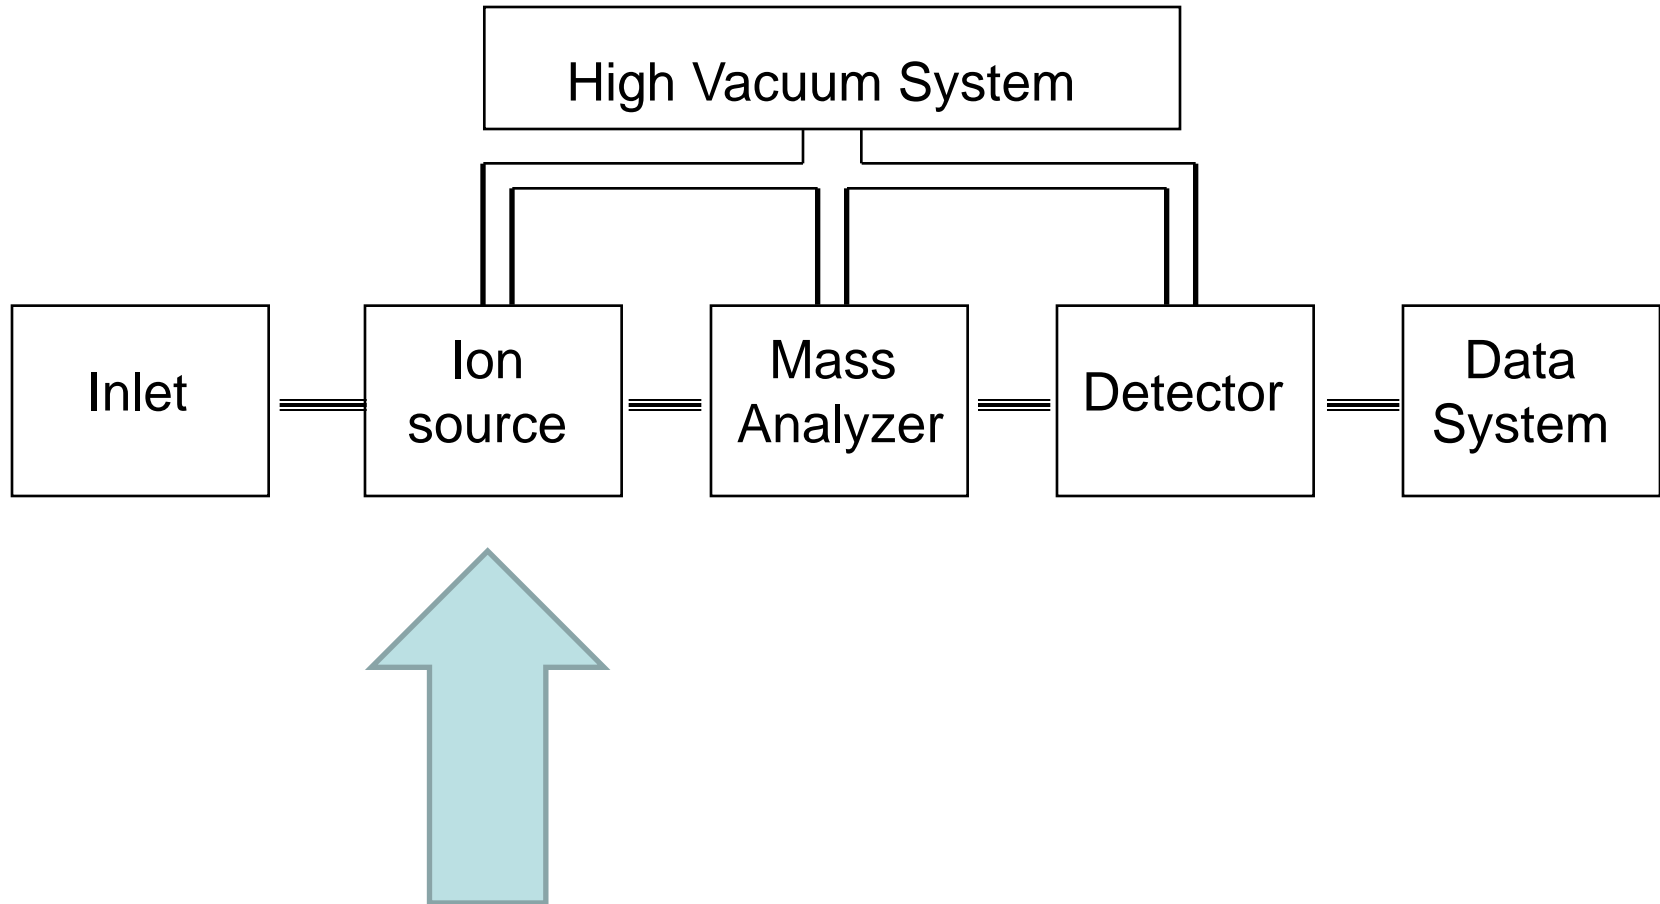 High Vacuum System
Inlet
Ion
source
Mass
Analyzer
Detector
Data
System